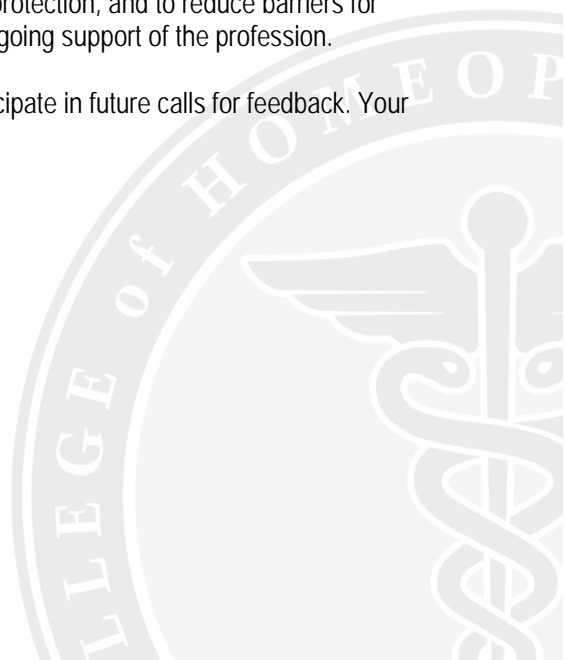 protection, and to reduce barriers for
going support of the profession.
cipate in future calls for feedback. Your
LLEGE of HOMEOP